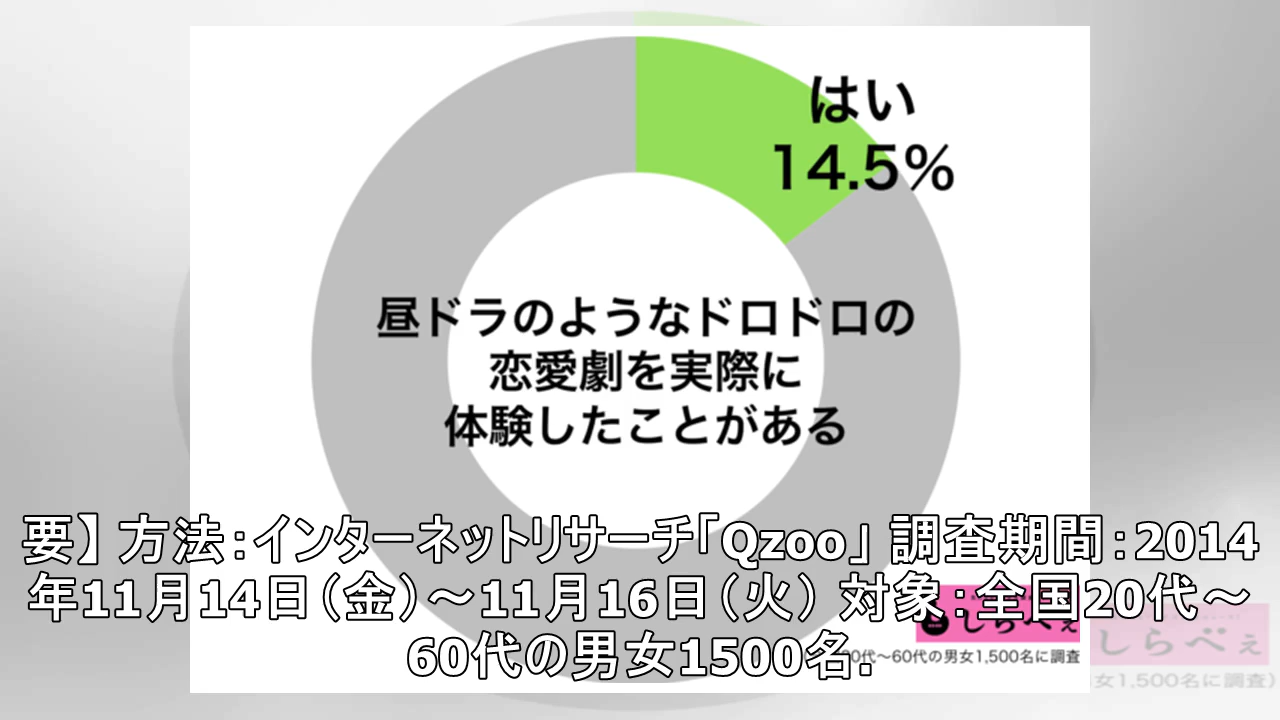 はい
14.5%
昼ドラのようなドロドロの
恋愛劇を実際に
体験したことがある
要】 方法：インターネットリサーチ「Qzoo」 調査期間：2014
年11月14日（金）～11月16日（火） 対象：全国20代～
60代の男女1500名.
しらべぇ
0代～60代の男女1,500名に調査
しらべぇ
女1,500名に調査）